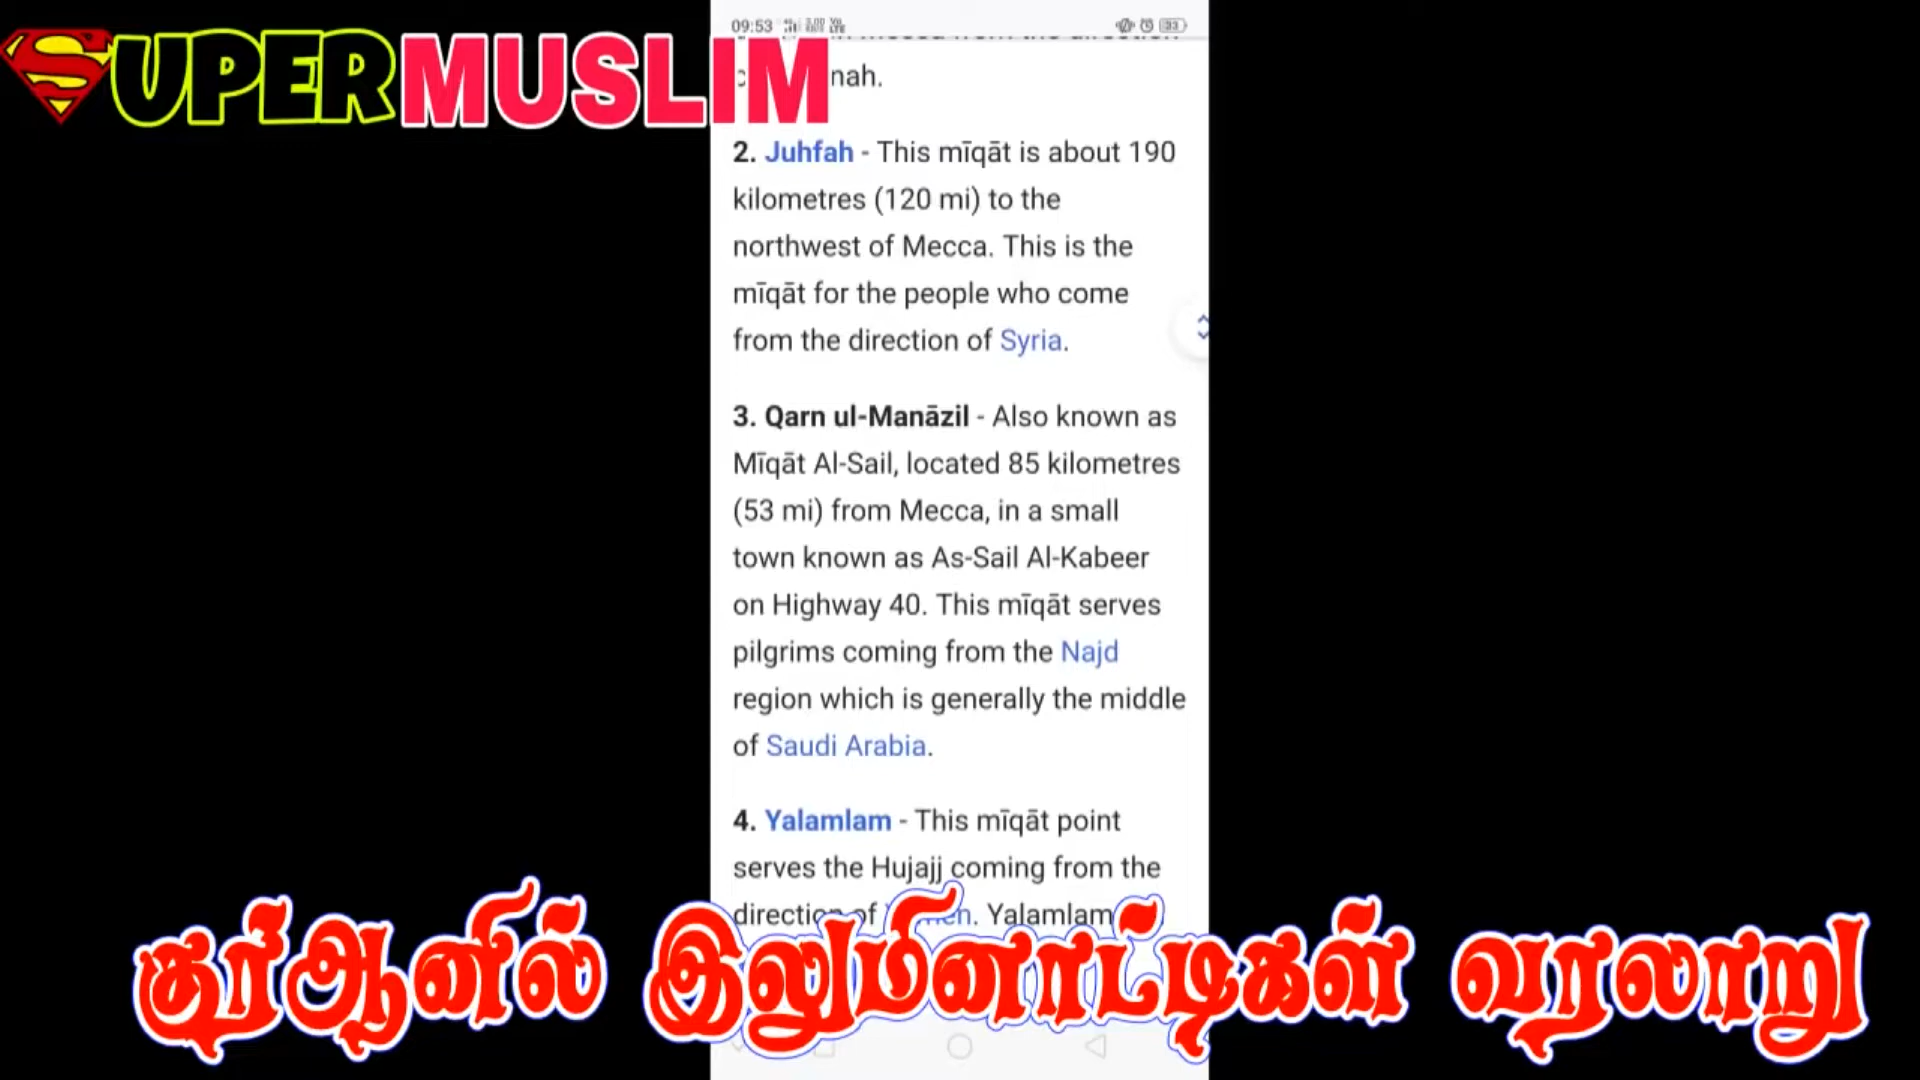 SUPERMUSLIM
09:53
33
nah.
2. Juhfah - This mīqāt is about 190
kilometres (120 mi) to the
northwest of Mecca. This is the
mīqāt for the people who come
from the direction of Syria.
3. Qarn ul-Manāzil - Also known as
Mīqāt Al-Sail, located 85 kilometres
(53 mi) from Mecca, in a small
town known as As-Sail Al-Kabeer
on Highway 40. This mīqāt serves
pilgrims coming from the Najd
region which is generally the middle
of Saudi Arabia.
4. Yalamlam - This mīqāt point
serves the Hujajj coming from the
direction of Yemen. Yalamlam
குர்ஆனில் இலுமினாட்டிகள் வரலாறு